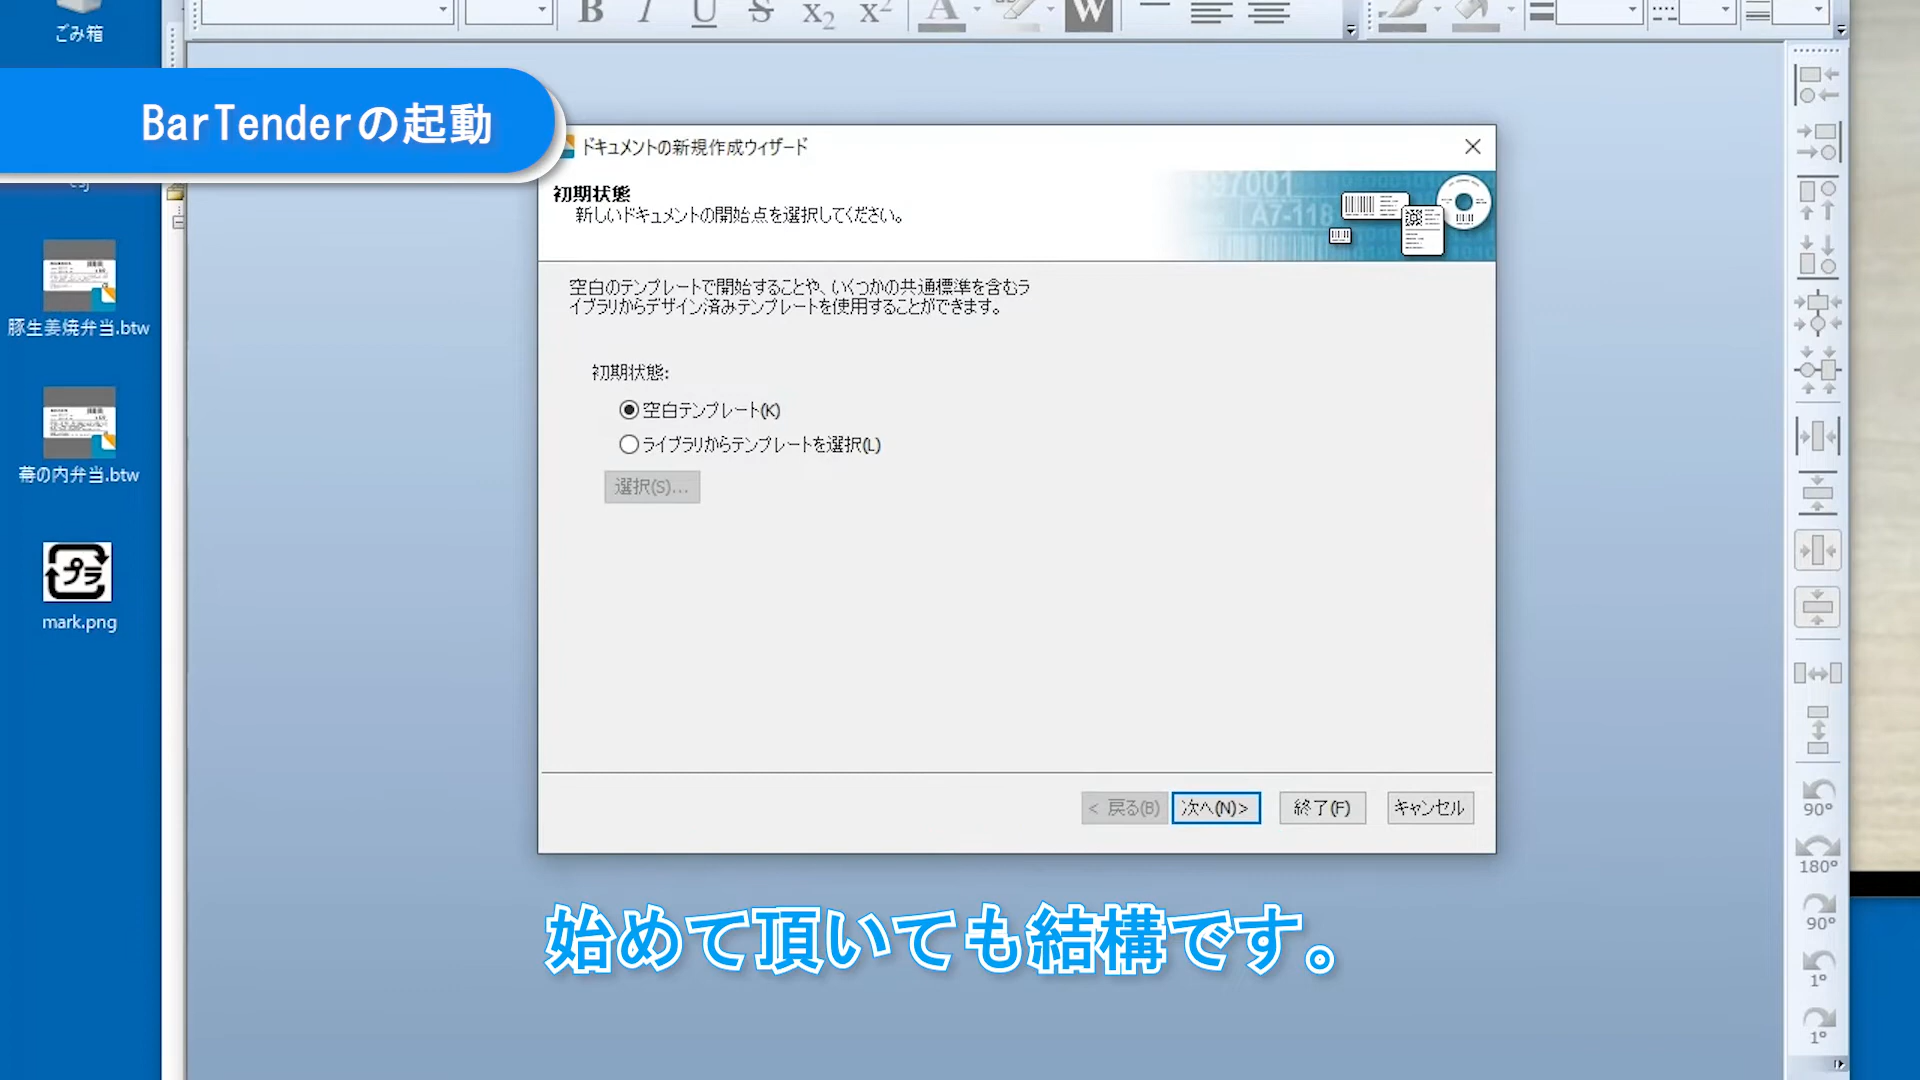 ごみ箱
B I U S X2 X2 A W
BarTenderの起動
ドキュメントの新規作成ウィザード
初期状態
新しいドキュメントの開始点を選択してください。
997001
A7-118
空白のテンプレートで開始することや、いくつかの共通標準を含むラ
イブラリからデザイン済みテンプレートを使用することができます。
初期状態:
空白テンプレート(K)
ライブラリからテンプレートを選択(L)
選択(S)...
豚生姜焼弁当.btw
幕の内弁当.btw
プラ
mark.png
< 戻る(B) 次へ(N)> 終了(F) キャンセル
90°
180°
90°
1°
1°
始めて頂いても結構です。